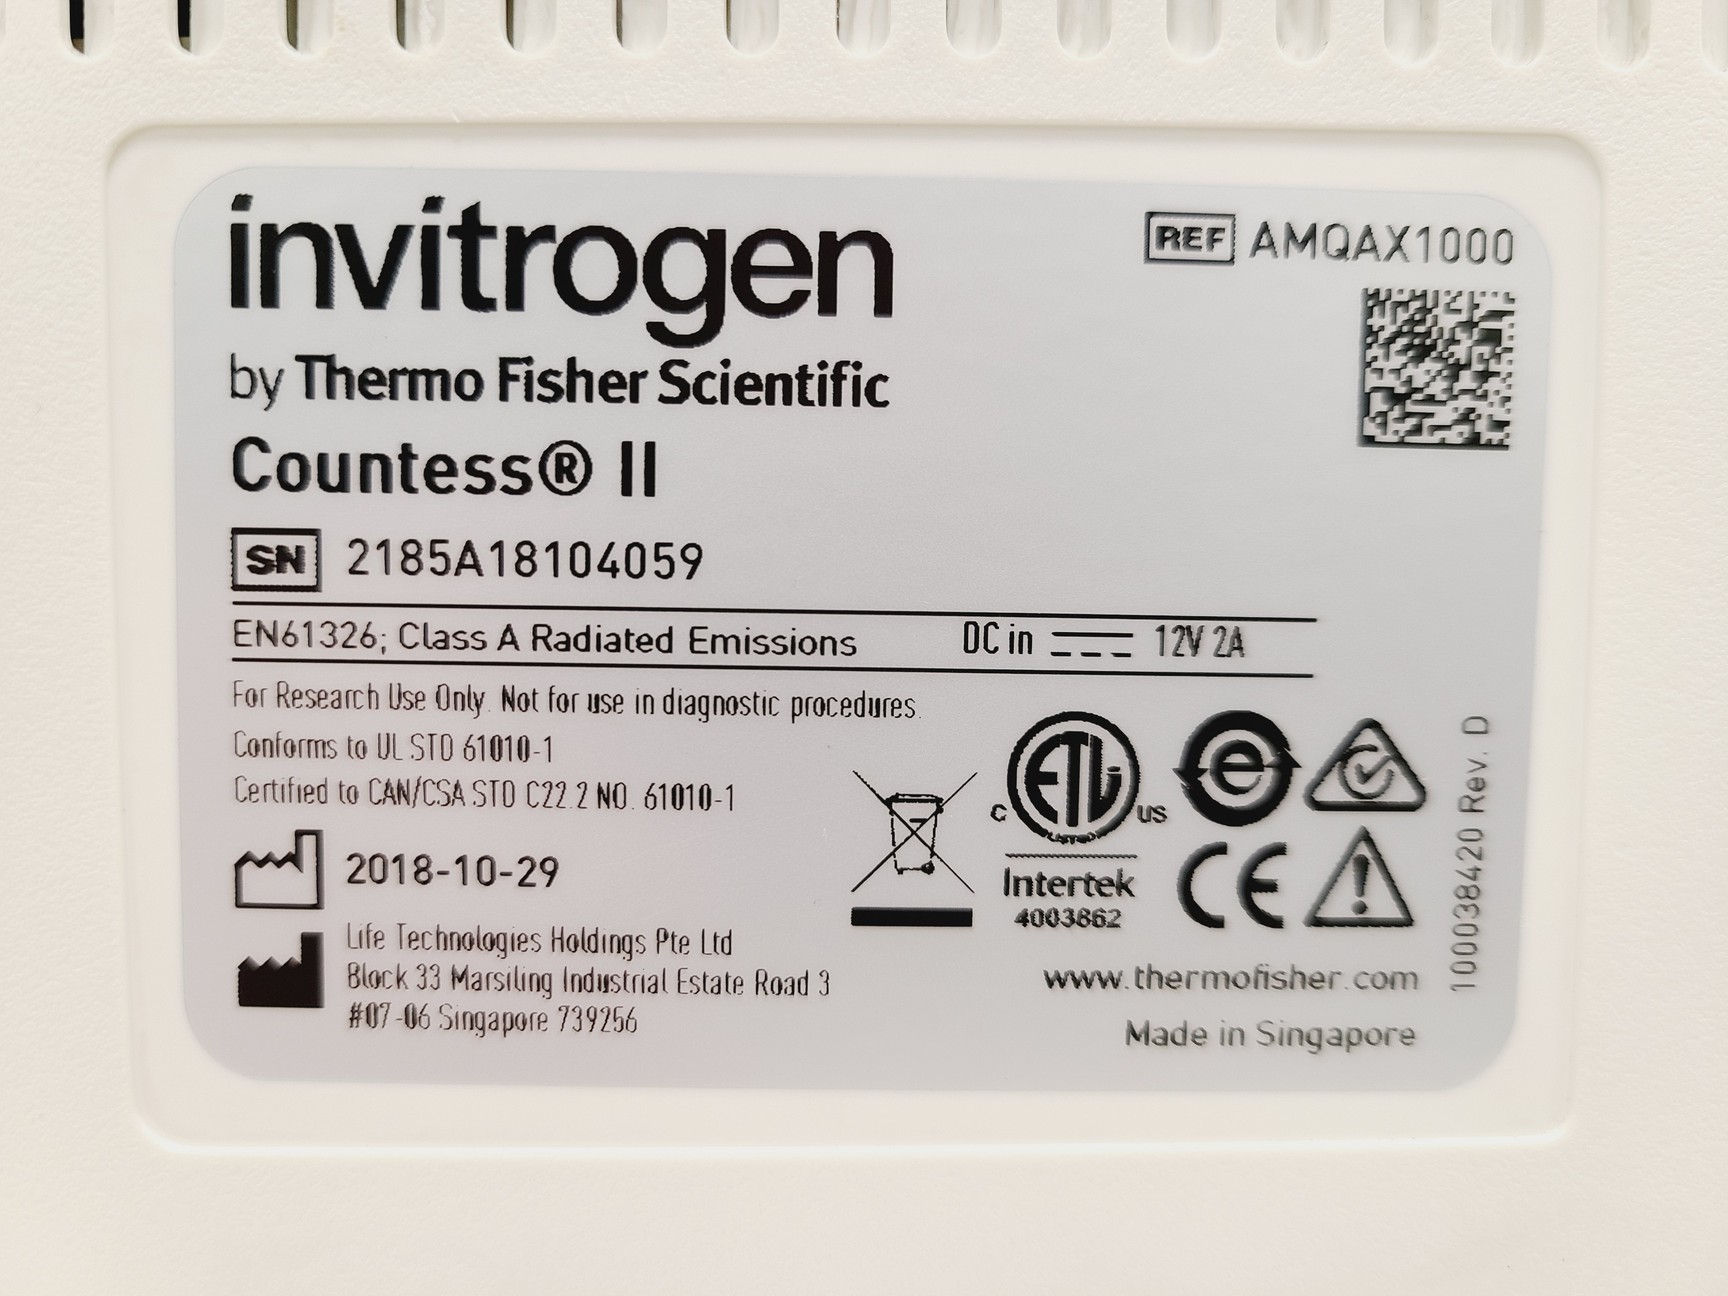 invitrogen
REF AMQAX1000
by Thermo Fisher Scientific
Countess® II
SN 2185A18104059
EN61326; Class A Radiated Emissions DC in 12V 2A
For Research Use Only. Not for use in diagnostic procedures.
Conforms to UL STD 61010-1
Certified to CAN/CSA STD C22.2 NO. 61010-1
2018-10-29
Life Technologies Holdings Pte Ltd
Block 33 Marsiling Industrial Estate Road 3
#07-06 Singapore 739256
C ETL US
LISTED
Intertek
4003862
e
CE
www.thermofisher.com
Made in Singapore
100038420 Rev. D